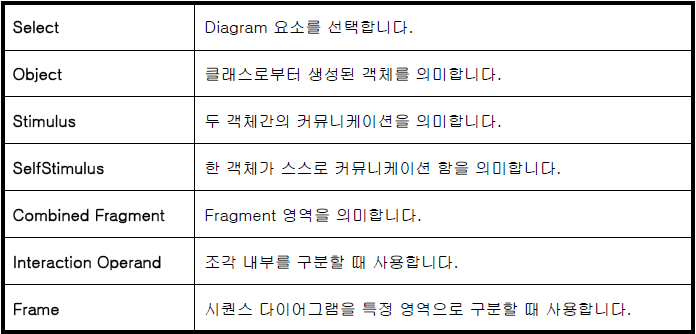 Select Diagram 요소를 선택합니다.
Object 클래스로부터 생성된 객체를 의미합니다.
Stimulus 두 객체간의 커뮤니케이션을 의미합니다.
SelfStimulus 한 객체가 스스로 커뮤니케이션 함을 의미합니다.
Combined Fragment Fragment 영역을 의미합니다.
Interaction Operand 조각 내부를 구분할 때 사용합니다.
Frame 시퀀스 다이어그램을 특정 영역으로 구분할 때 사용합니다.